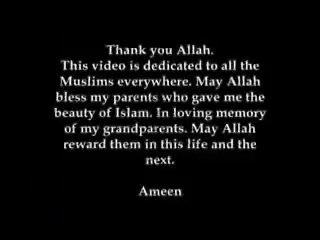 Thank you Allah.
This video is dedicated to all the
Muslims everywhere. May Allah
bless my parents who gave me the
beauty of Islam. In loving memory
of my grandparents. May Allah
reward them in this life and the
next.
Ameen